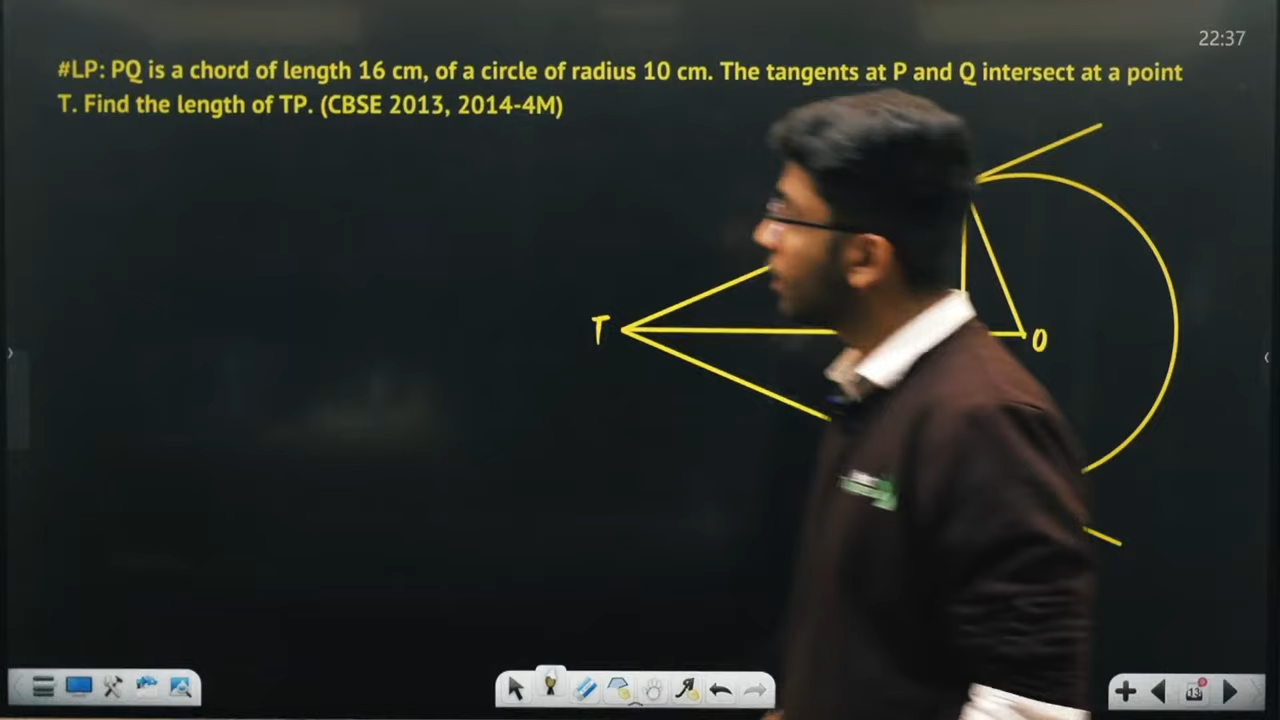 22:37
#LP: PQ is a chord of length 16 cm, of a circle of radius 10 cm. The tangents at P and Q intersect at a point
T. Find the length of TP. (CBSE 2013, 2014-4M)
T
O
13